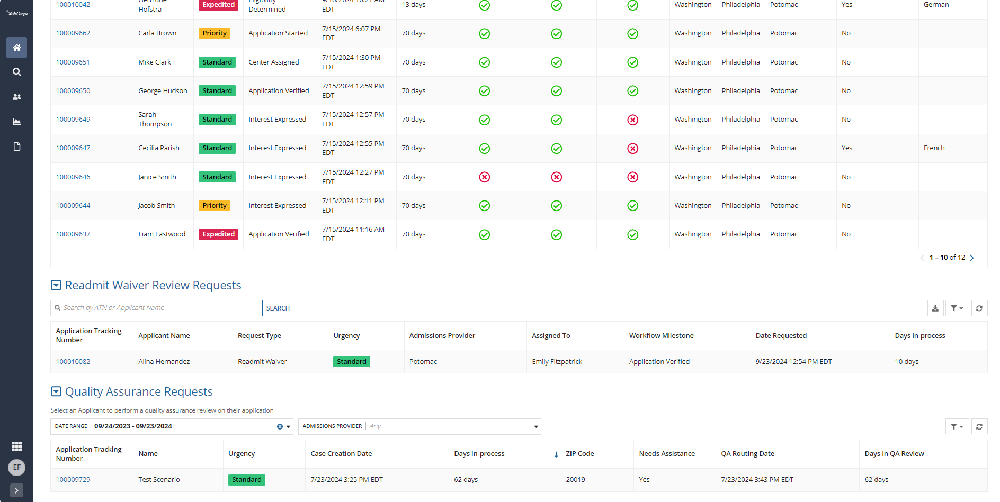 Job Corps
100010042 Gertrude Hofstra Expedited Eligibility Determined 9/10/2024 10:21 AM EDT 13 days Washington Philadelphia Potomac Yes German
100009662 Carla Brown Priority Application Started 7/15/2024 6:07 PM EDT 70 days Washington Philadelphia Potomac No
100009651 Mike Clark Standard Center Assigned 7/15/2024 1:30 PM EDT 70 days Washington Philadelphia Potomac No
100009650 George Hudson Standard Application Verified 7/15/2024 12:59 PM EDT 70 days Washington Philadelphia Potomac No
100009649 Sarah Thompson Standard Interest Expressed 7/15/2024 12:57 PM EDT 70 days Washington Philadelphia Potomac No
100009647 Cecilia Parish Standard Interest Expressed 7/15/2024 12:55 PM EDT 70 days Washington Philadelphia Potomac Yes French
100009646 Janice Smith Standard Interest Expressed 7/15/2024 12:27 PM EDT 70 days Washington Philadelphia Potomac No
100009644 Jacob Smith Priority Interest Expressed 7/15/2024 12:11 PM EDT 70 days Washington Philadelphia Potomac No
100009637 Liam Eastwood Expedited Application Verified 7/15/2024 11:16 AM EDT 70 days Washington Philadelphia Potomac No
1 – 10 of 12
Readmit Waiver Review Requests
Search by ATN or Applicant Name SEARCH
Application Tracking Number Applicant Name Request Type Urgency Admissions Provider Assigned To Workflow Milestone Date Requested Days in-process
100010082 Alina Hernandez Readmit Waiver Standard Potomac Emily Fitzpatrick Application Verified 9/23/2024 12:54 PM EDT 10 days
Quality Assurance Requests
Select an Applicant to perform a quality assurance review on their application
DATE RANGE 09/24/2023 - 09/23/2024 ADMISSIONS PROVIDER Any
Application Tracking Number Name Urgency Case Creation Date Days in-process ZIP Code Needs Assistance QA Routing Date Days in QA Review
100009729 Test Scenario Standard 7/23/2024 3:25 PM EDT 62 days 20019 Yes 7/23/2024 3:43 PM EDT 62 days
EF